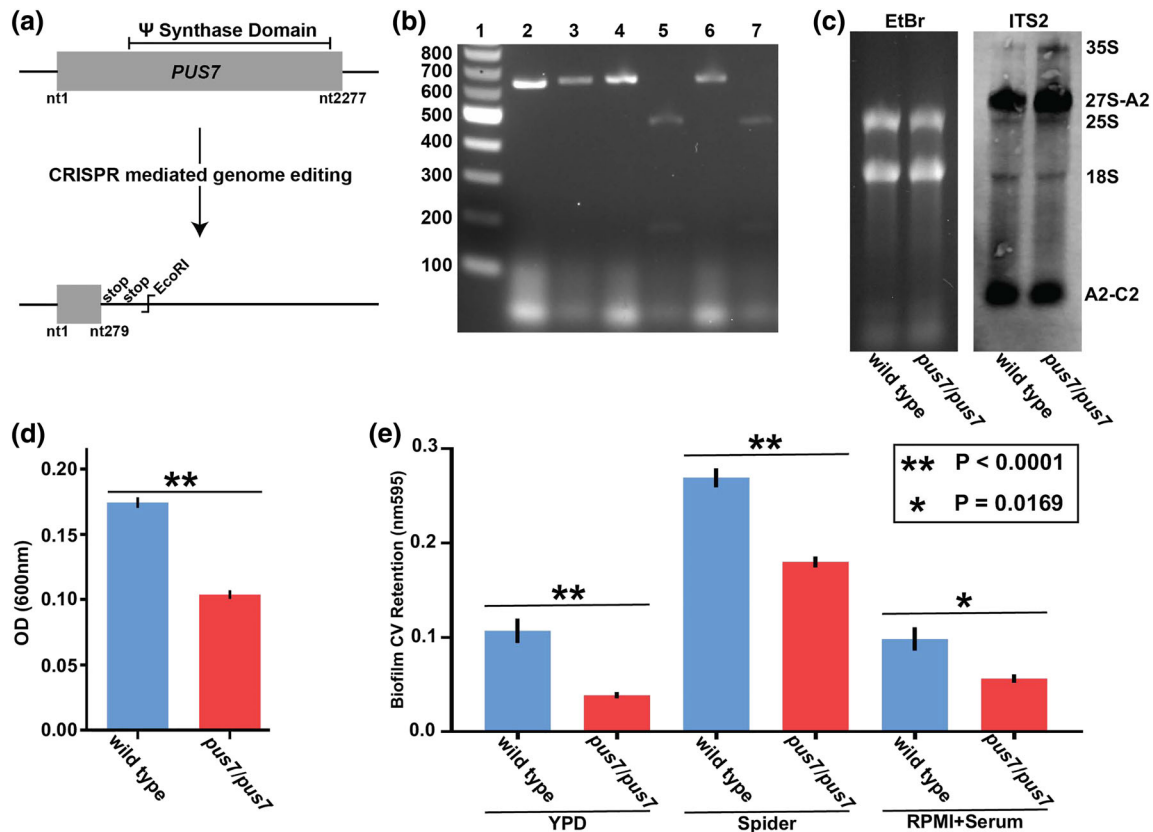 (a)
Ψ Synthase Domain
PUS7
nt1
nt2277
CRISPR mediated genome editing
stop
stop
EcoRI
nt1
nt279
(b)
1 2 3 4 5 6 7
800
700
600
500
400
300
200
100
(c)
EtBr
ITS2
35S
27S-A2
25S
18S
A2-C2
wild type
pus7/pus7
wild type
pus7/pus7
(d)
OD (600nm)
0.20
0.15
0.10
0.05
0.00
**
wild type
pus7/pus7
(e)
Biofilm CV Retention (nm595)
0.3
0.2
0.1
0.0
**
**
*
** P < 0.0001
* P = 0.0169
wild type
pus7/pus7
wild type
pus7/pus7
wild type
pus7/pus7
YPD
Spider
RPMI+Serum